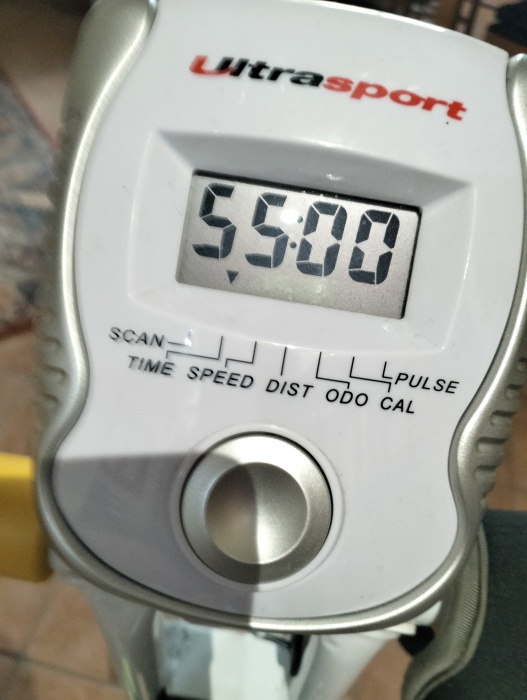 Ultrasport
55:00
SCAN
TIME SPEED DIST ODO CAL PULSE